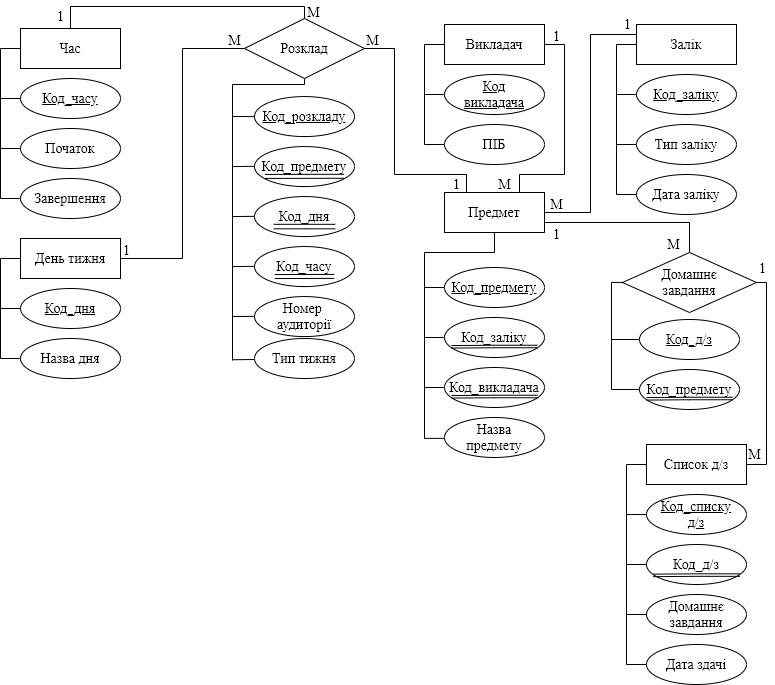 1
М
Час
Код_часу
Початок
Завершення
День тижня
1
Код_дня
Назва дня
М
Розклад
М
Код_розкладу
Код_предмету
Код_дня
Код_часу
Номер
аудиторії
Тип тижня
Викладач
1
Код
викладача
ПІБ
1
Залік
Код_заліку
Тип заліку
Дата заліку
1
М
Предмет
М
1
Код_предмету
Код_заліку
Код_викладача
Назва
предмету
М
Домашнє
завдання
1
Код_д/з
Код_предмету
Список д/з
М
Код_списку
д/з
Код_д/з
Домашнє
завдання
Дата здачі